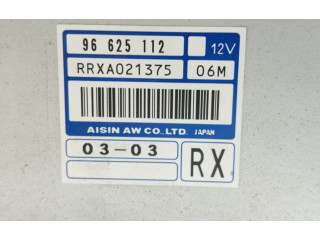 96 625 112 12V
RRXA021375 06M
AISIN AW CO.,LTD. JAPAN
03-03 RX